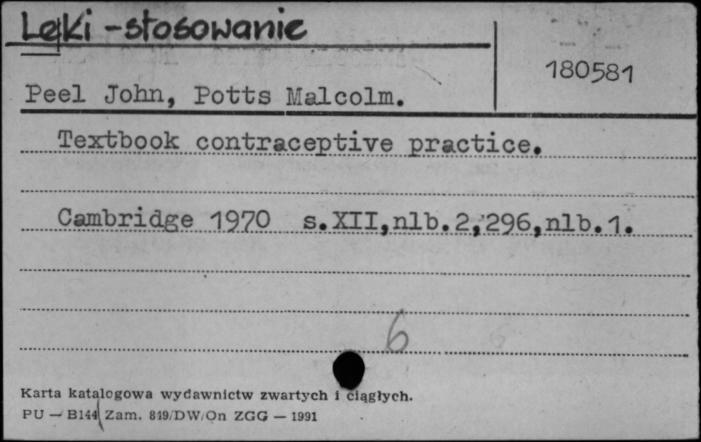 Leki - stosowanie
180581
Peel John, Potts Malcolm.
Textbook contraceptive practice.
Cambridge 1970 s.XII,nlb.2,296,nlb.1.
6
Karta katalogowa wydawnictw zwartych i ciągłych.
PU — B144 Zam. 849/DW/On ZGG — 1991